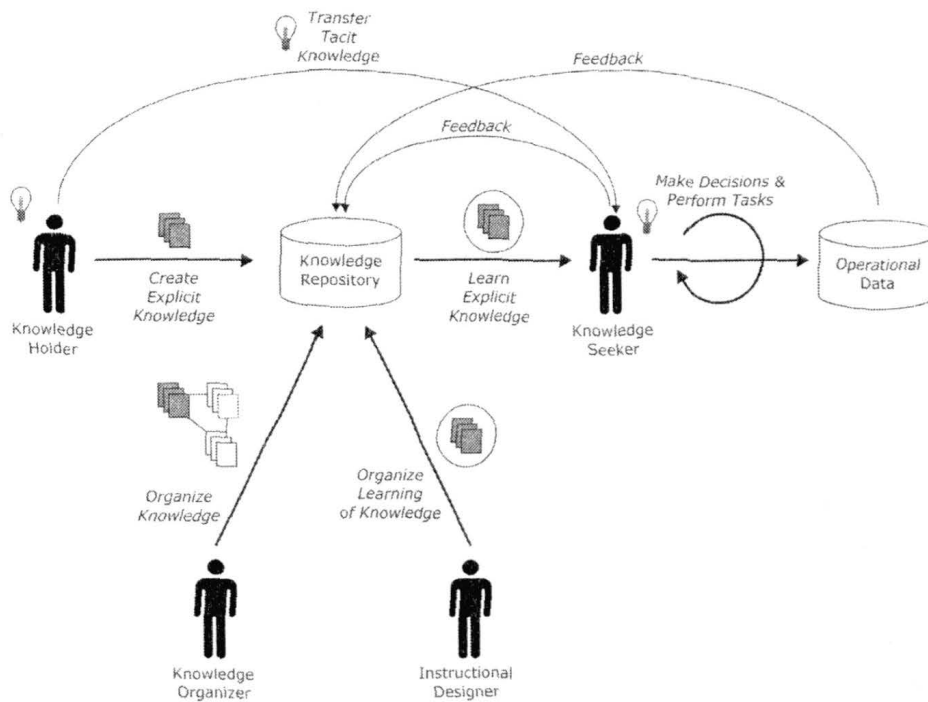 Transfer
Tacit
Knowledge
Feedback
Feedback
Make Decisions &
Perform Tasks
Knowledge
Repository
Operational
Data
Create
Explicit
Knowledge
Learn
Explicit
Knowledge
Knowledge
Holder
Knowledge
Seeker
Organize
Knowledge
Organize
Learning
of Knowledge
Knowledge
Organizer
Instructional
Designer